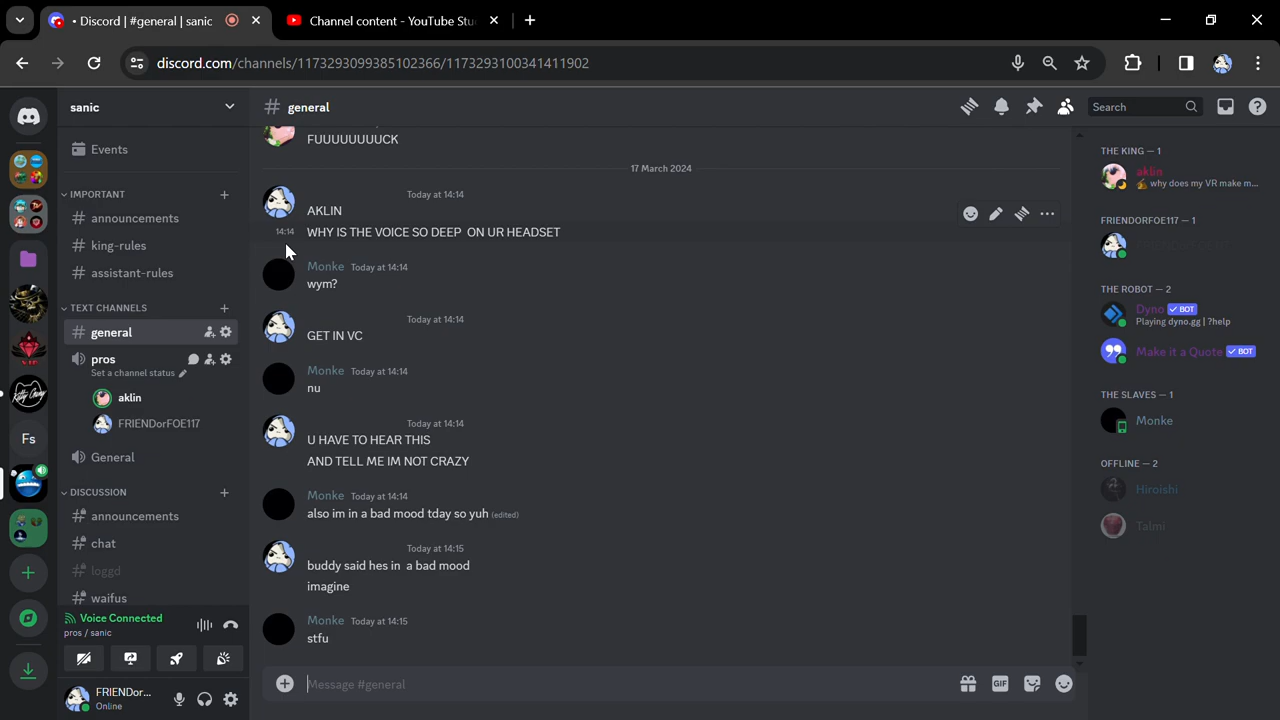 • Discord | #general | sanic
Channel content - YouTube Stu
discord.com/channels/1173293099385102366/1173293100341411902
sanic
# general
Search
Events
IMPORTANT
# announcements
# king-rules
# assistant-rules
TEXT CHANNELS
# general
pros
Set a channel status
aklin
FRIENDorFOE117
General
DISCUSSION
announcements
chat
loggd
waifus
Fs
Voice Connected
pros / sanic
FRIENDor...
Online
FUUUUUUUUCK
17 March 2024
Today at 14:14
AKLIN
14:14 WHY IS THE VOICE SO DEEP ON UR HEADSET
Monke Today at 14:14
wym?
Today at 14:14
GET IN VC
Monke Today at 14:14
nu
Today at 14:14
U HAVE TO HEAR THIS
AND TELL ME IM NOT CRAZY
Monke Today at 14:14
also im in a bad mood tday so yuh (edited)
Today at 14:15
buddy said hes in a bad mood
imagine
Monke Today at 14:15
stfu
Message #general
GIF
THE KING — 1
aklin
why does my VR make m...
FRIENDORFOE117 — 1
THE ROBOT — 2
Dyno ✓ BOT
Playing dyno.gg | ?help
Make it a Quote ✓ BOT
THE SLAVES — 1
Monke
OFFLINE — 2
Hiroishi
Talmi